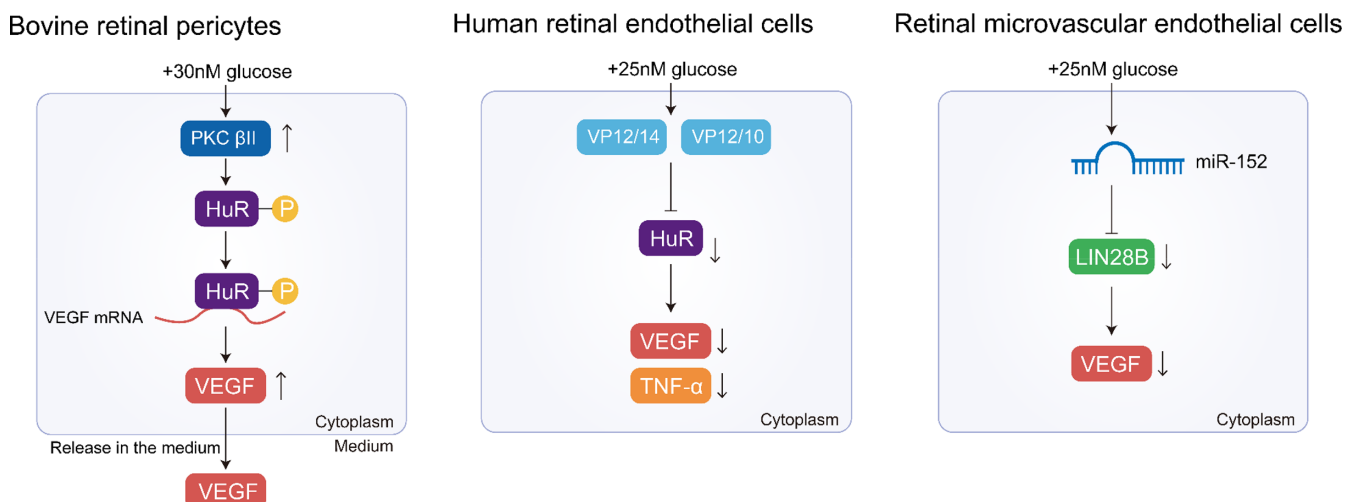 Bovine retinal pericytes
+30nM glucose
PKC βII
HuR
P
HuR
P
VEGF mRNA
VEGF
Cytoplasm
Release in the medium
Medium
VEGF
Human retinal endothelial cells
+25nM glucose
VP12/14
VP12/10
HuR
VEGF
TNF-α
Cytoplasm
Retinal microvascular endothelial cells
+25nM glucose
miR-152
LIN28B
VEGF
Cytoplasm